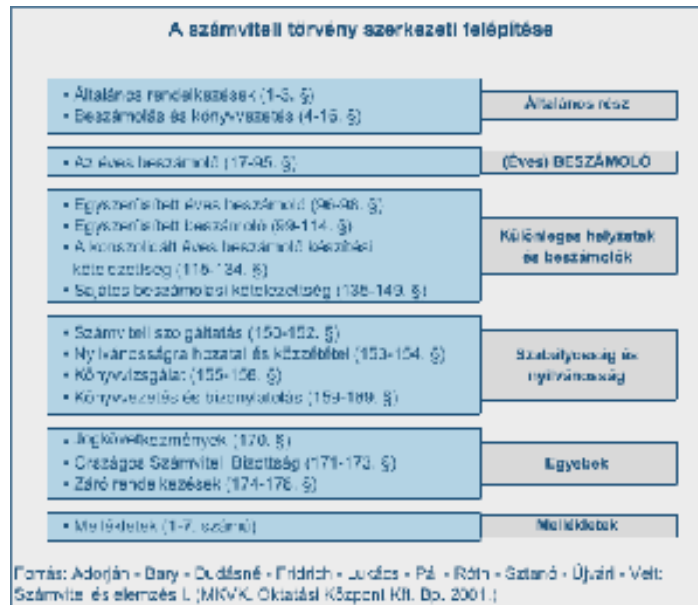 A számviteli törvény szerkezeti felépítése
• Általános rendelkezések (1-3. §)
• Beszámolás és könyvvezetés (4-16. §)
Általános rész
• Az éves beszámoló (17-95. §)
(Éves) BESZÁMOLÓ
• Egyszerűsített éves beszámoló (96-98. §)
• Egyszerűsített beszámoló (99-114. §)
• A konszolidált éves beszámoló készítési
kötelezettség (115-134. §)
• Sajátos beszámolási kötelezettség (135-149. §)
Különleges helyzetek
és beszámolók
• Számviteli szolgáltatás (150-152. §)
• Nyilvánosságra hozatal és közzététel (153-154. §)
• Könyvvizsgálat (155-158. §)
• Könyvvezetés és bizonylatolás (159-169. §)
Szabályosság és
nyilvánosság
• Jogkövetkezmények (170. §)
• Országos Számviteli Bizottság (171-173. §)
• Záró rendelkezések (174-178. §)
Egyebek
• Mellékletek (1-7. számú)
Mellékletek
Forrás: Adorján - Bary - Dudásné - Fridrich - Lukács - Pál - Róth - Sztanó - Újvári - Veit:
Számvitel és elemzés I. (MKVK. Oktatási Központ Kft. Bp. 2001.)